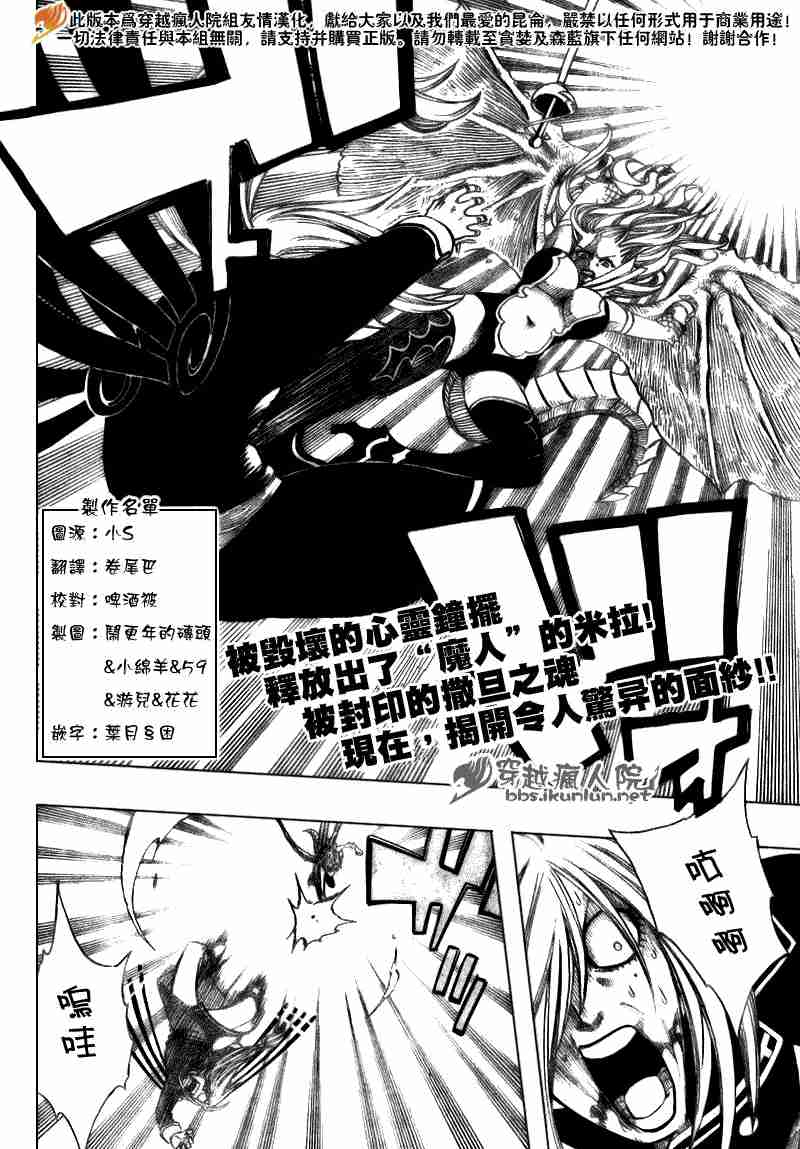 此版本爲穿越瘋人院組友情漢化，獻給大家以及我們最愛的昆侖，嚴禁以任何形式用于商業用途！
一切法律責任與本組無關，請支持并購買正版。請勿轉載至貪婪及森藍旗下任何網站！謝謝合作！
製作名單
圖源：小S
翻譯：卷尾巴
校對：啤酒被
製圖：鬧更年的磚頭
&小綿羊&59
&游兒&花花
嵌字：葉月&困
被毀壞的心靈鐘擺
釋放出了“魔人”的米拉！
被封印的撒旦之魂
現在，揭開令人驚异的面紗！！
穿越瘋人院
bbs.ikunlun.net
咕啊啊
嗚哇